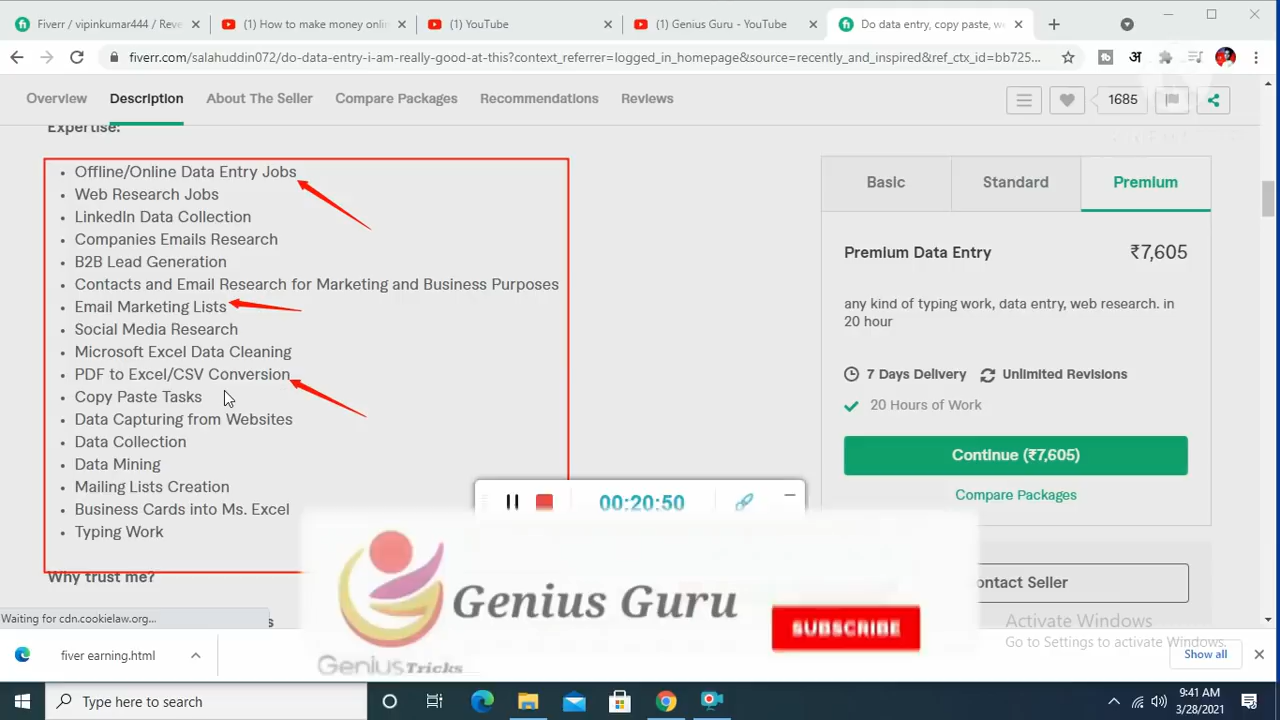 Fiverr / vipinkumar444 / Reve
(1) How to make money onli
(1) YouTube
(1) Genius Guru - YouTube
Do data entry, copy paste, we
fiverr.com/salahuddin072/do-data-entry-i-am-really-good-at-this?context_referrer=logged_in_homepage&source=recently_and_inspired&ref_ctx_id=bb725...
अ
Overview
Description
About The Seller
Compare Packages
Recommendations
Reviews
1685
Expertise:
Offline/Online Data Entry Jobs
Web Research Jobs
LinkedIn Data Collection
Companies Emails Research
B2B Lead Generation
Contacts and Email Research for Marketing and Business Purposes
Email Marketing Lists
Social Media Research
Microsoft Excel Data Cleaning
PDF to Excel/CSV Conversion
Copy Paste Tasks
Data Capturing from Websites
Data Collection
Data Mining
Mailing Lists Creation
Business Cards into Ms. Excel
Typing Work
Why trust me?
Basic
Standard
Premium
Premium Data Entry
₹7,605
any kind of typing work, data entry, web research. in
20 hour
7 Days Delivery
Unlimited Revisions
20 Hours of Work
Continue (₹7,605)
Compare Packages
ontact Seller
00:20:50
Genius Guru
SUBSCRIBE
Genius Tricks
Activate Windows
Go to Settings to activate Windows.
Waiting for cdn.cookielaw.org...
fiver earning.html
Show all
Type here to search
9:41 AM
3/28/2021